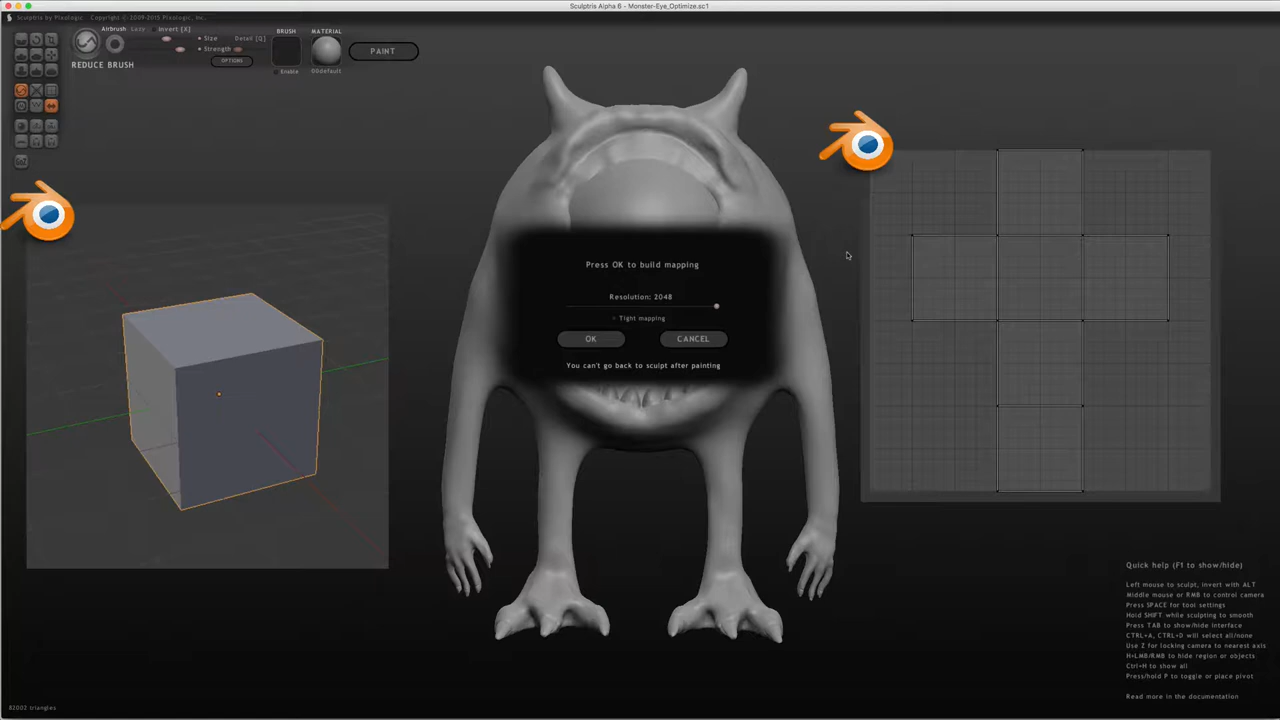 Sculptris Alpha 6 - Monster-Eye_Optimize.sc1
Sculptris by Pixologic Copyright © 2009-2015 Pixologic, Inc.
Airbrush Lazy Invert [X]
Size Detail [Q]
Strength
OPTIONS
REDUCE BRUSH
BRUSH
Enable
MATERIAL
00default
PAINT
Press OK to build mapping
Resolution: 2048
Tight mapping
OK CANCEL
You can't go back to sculpt after painting
Quick help (F1 to show/hide)
Left mouse to sculpt, invert with ALT
Middle mouse or RMB to control camera
Press SPACE for tool settings
Hold SHIFT while sculpting to smooth
Press TAB to show/hide interface
CTRL+A, CTRL+D will select all/none
Use Z for locking camera to nearest axis
H+LMB/RMB to hide region or objects
Ctrl+H to show all
Press/hold P to toggle or place pivot
Read more in the documentation
82002 triangles